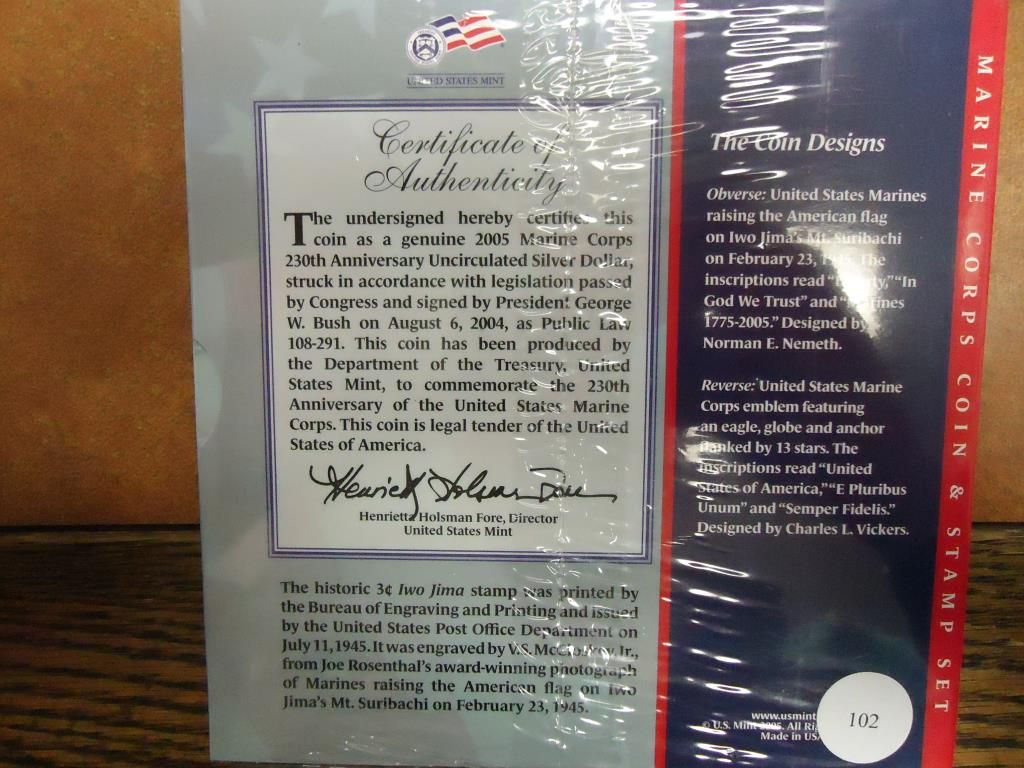 UNITED STATES MINT
Certificate of
Authenticity
The undersigned hereby certifies this
coin as a genuine 2005 Marine Corps
230th Anniversary Uncirculated Silver Dollar,
struck in accordance with legislation passed
by Congress and signed by President George
W. Bush on August 6, 2004, as Public Law
108-291. This coin has been produced by
the Department of the Treasury, United
States Mint, to commemorate the 230th
Anniversary of the United States Marine
Corps. This coin is legal tender of the United
States of America.
Henrietta Holsman Fore
Henrietta Holsman Fore, Director
United States Mint
The historic 3¢ Iwo Jima stamp was printed by
the Bureau of Engraving and Printing and issued
by the United States Post Office Department on
July 11, 1945. It was engraved by V.S. Jr.,
from Joe Rosenthal's award-winning photograph
of Marines raising the American flag on Iwo
Jima's Mt. Suribachi on February 23, 1945.
The Coin Designs
Obverse: United States Marines
raising the American flag
on Iwo Jima's Mt. Suribachi
on February 23, The
inscriptions read "In
God We Trust" and
1775-2005." Designed by
Norman E. Nemeth.
Reverse: United States Marine
Corps emblem featuring
an eagle, globe and anchor
flanked by 13 stars. The
inscriptions read "United
States of America," "E Pluribus
Unum" and "Semper Fidelis."
Designed by Charles L. Vickers.
www.usmint
© U.S. Mint 2005. All
Made in USA
102
MARINE CORPS COIN & STAMP SET